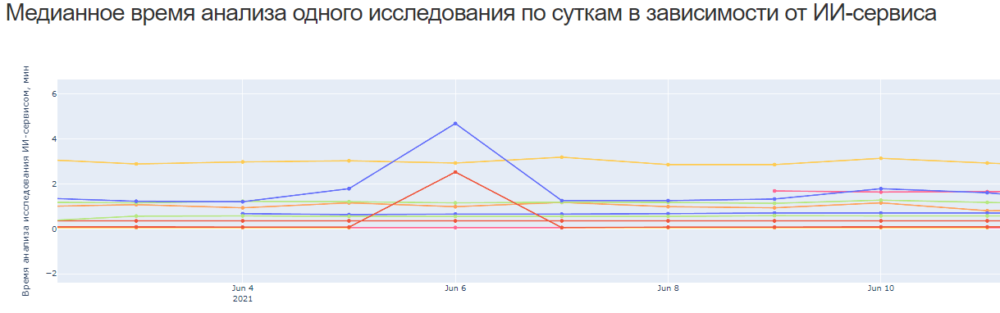 Медианное время анализа одного исследования по суткам в зависимости от ИИ-сервиса
Время анализа исследования ИИ-сервисом, мин
6
4
2
0
−2
Jun 4
2021
Jun 6
Jun 8
Jun 10